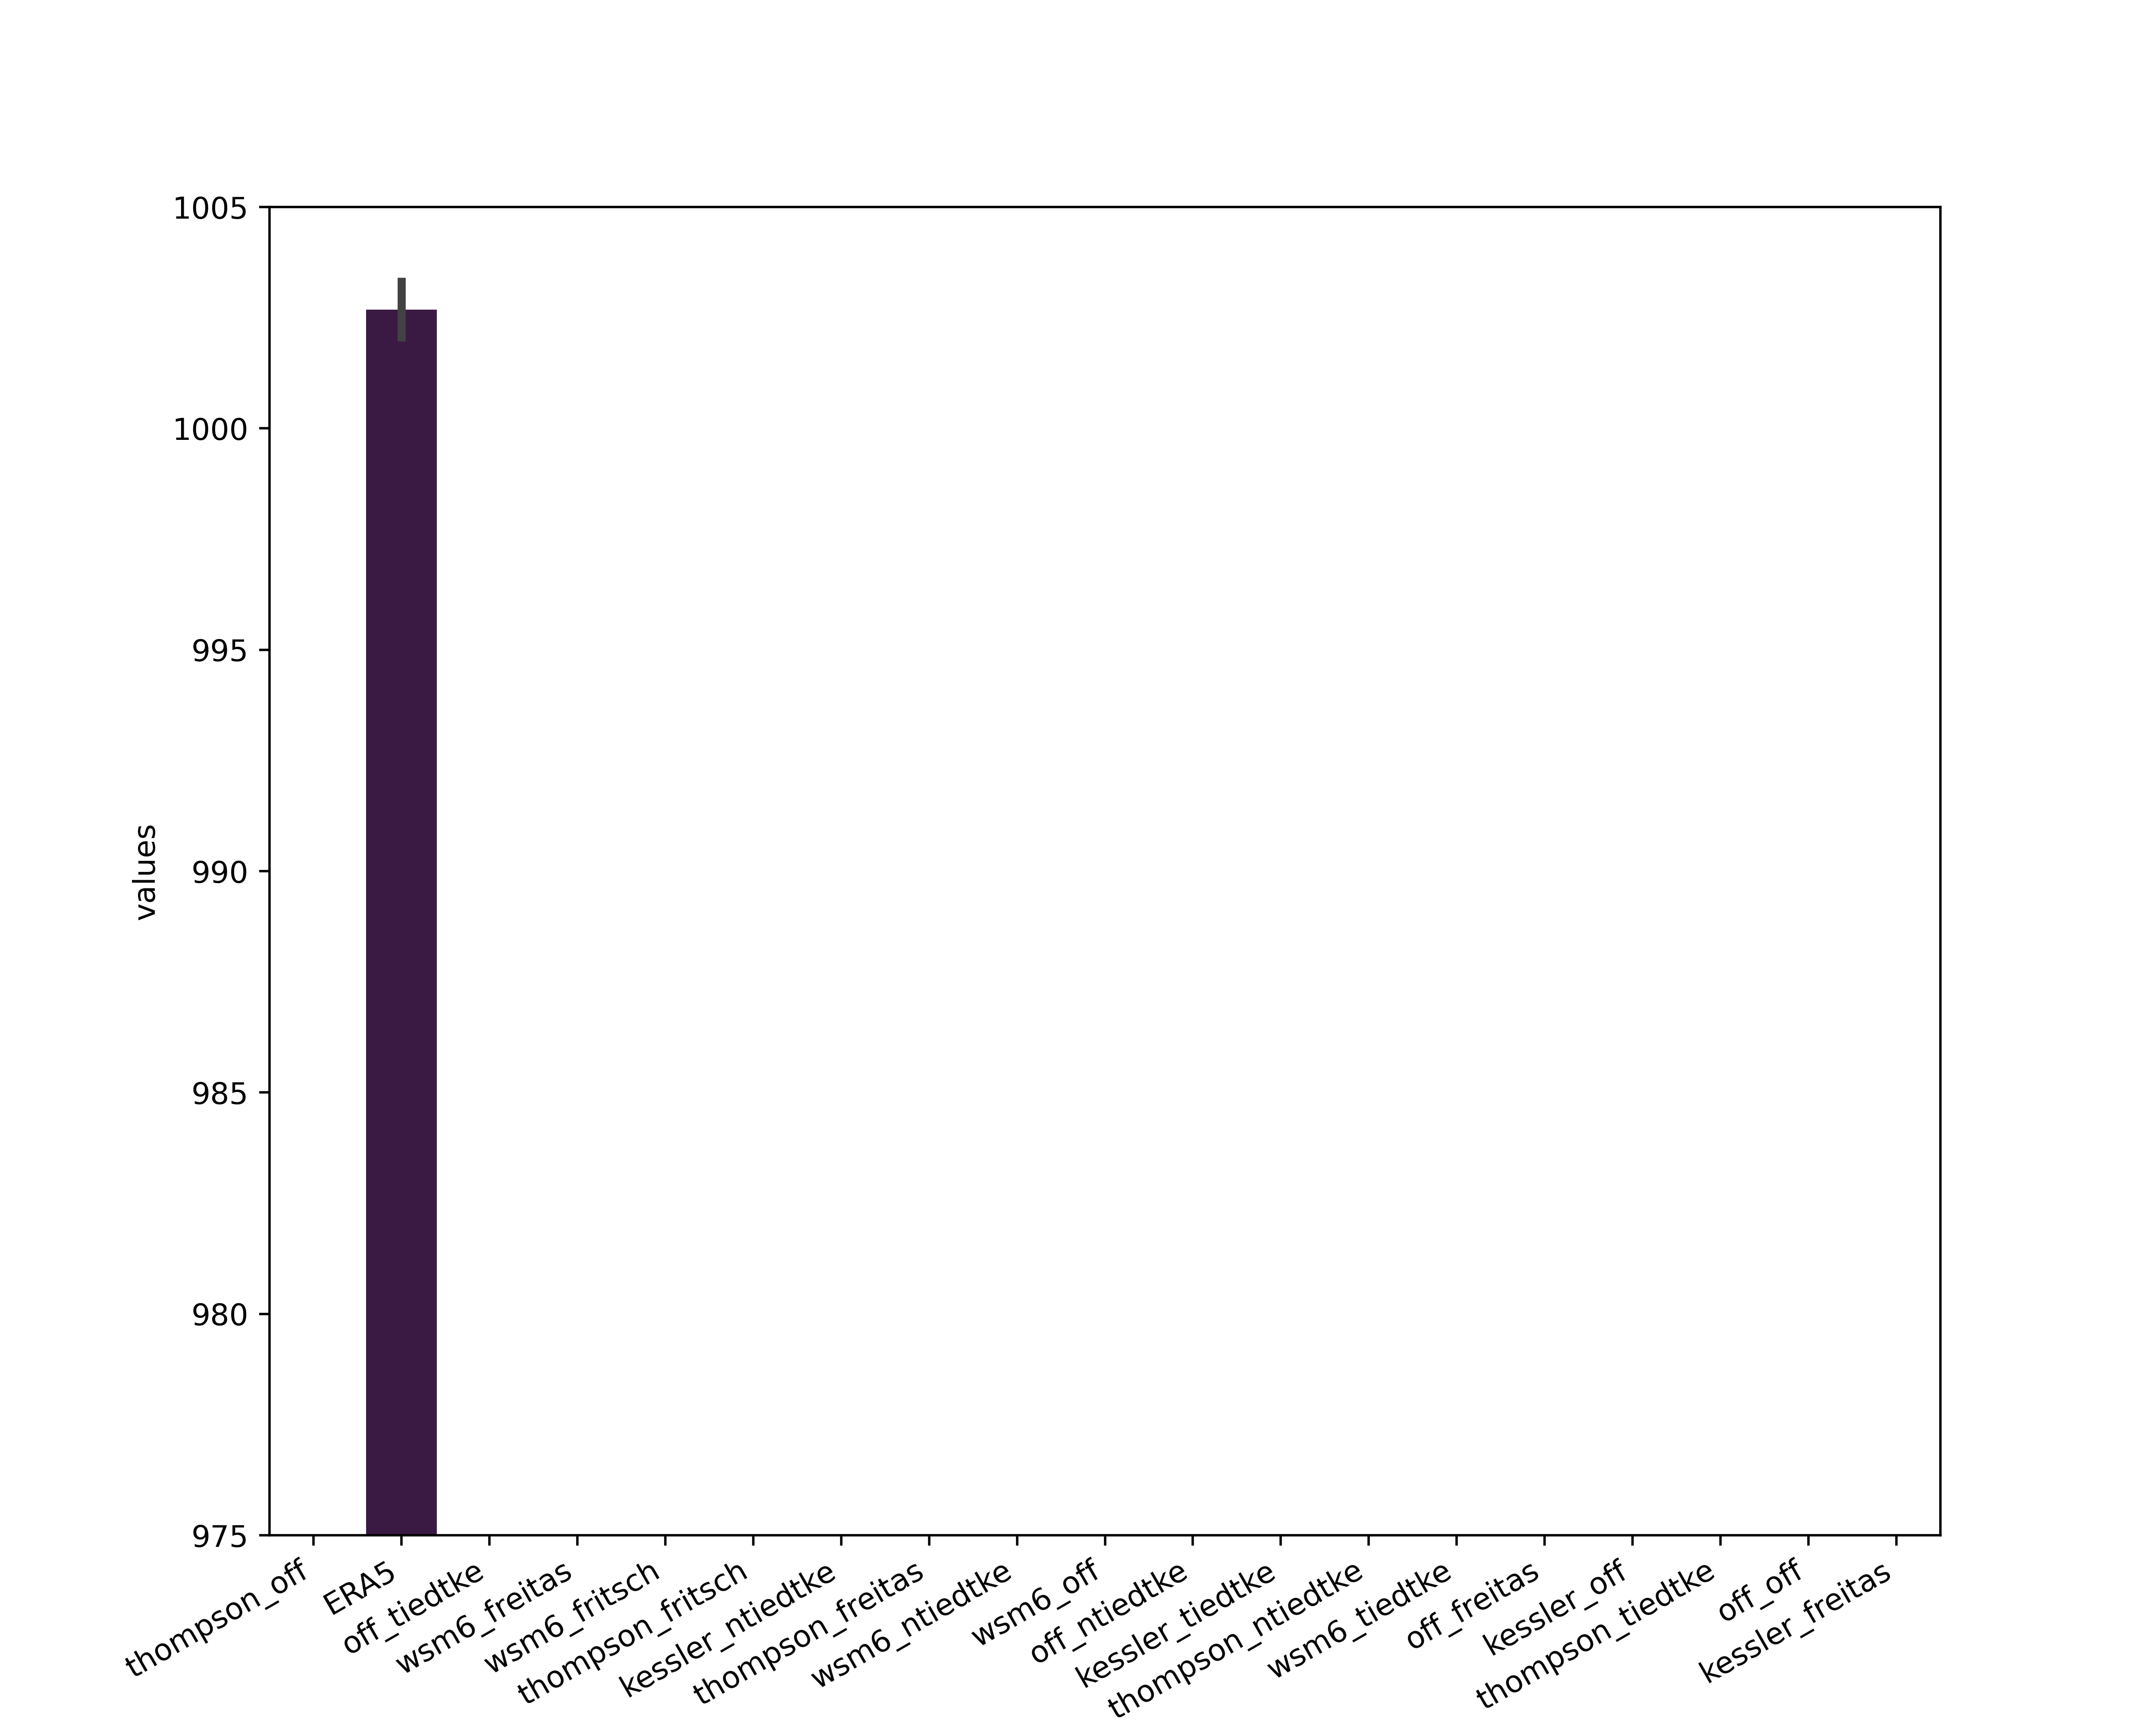 1005
1000
995
990
985
980
975
values
thompson_off
ERA5
off_tiedtke
wsm6_freitas
wsm6_fritsch
thompson_fritsch
kessler_ntiedtke
thompson_freitas
wsm6_ntiedtke
wsm6_off
off_ntiedtke
kessler_tiedtke
thompson_ntiedtke
wsm6_tiedtke
off_freitas
kessler_off
thompson_tiedtke
off_off
kessler_freitas